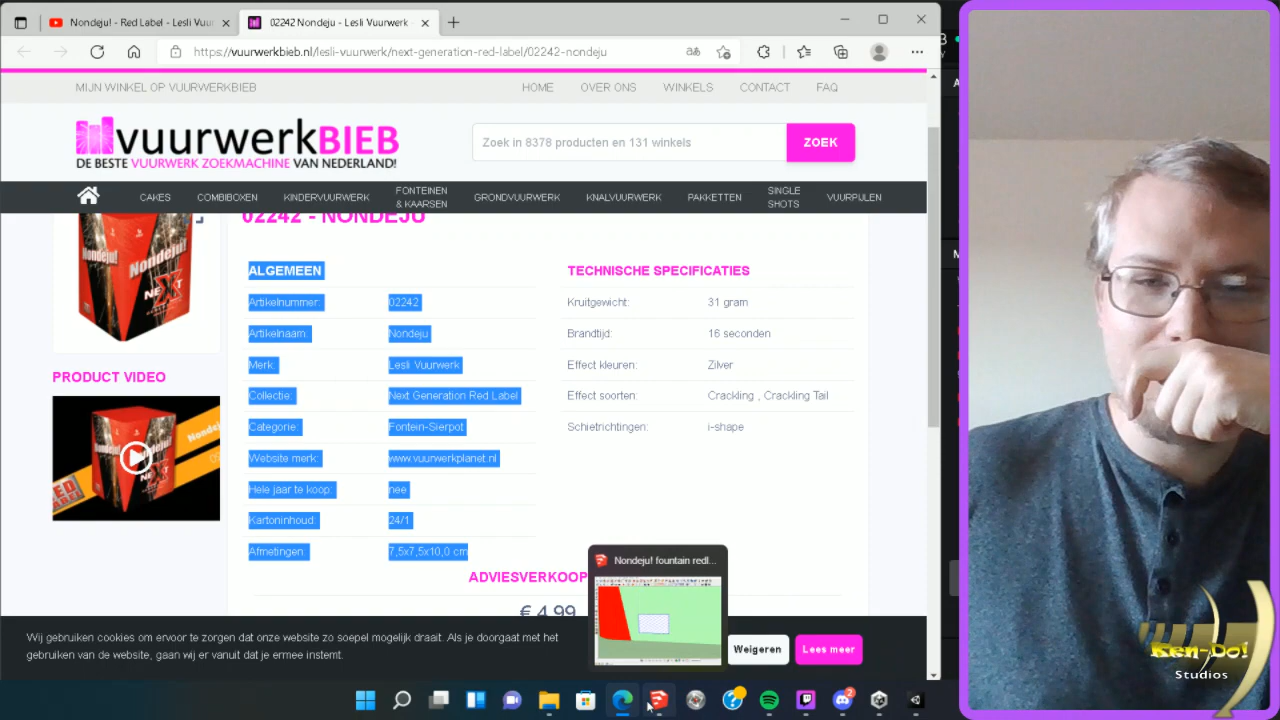 Nondeju! - Red Label - Lesli Vuur
02242 Nondeju - Lesli Vuurwerk -
https://vuurwerkbieb.nl/lesli-vuurwerk/next-generation-red-label/02242-nondeju
MIJN WINKEL OP VUURWERKBIEB
HOME
OVER ONS
WINKELS
CONTACT
FAQ
vuurwerkBIEB
DE BESTE VUURWERK ZOEKMACHINE VAN NEDERLAND!
Zoek in 8378 producten en 131 winkels
ZOEK
CAKES
COMBIBOXEN
KINDERVUURWERK
FONTEINEN
& KAARSEN
GRONDVUURWERK
KNALVUURWERK
PAKKETTEN
SINGLE
SHOTS
VUURPIJLEN
02242 - NONDEJU
Nondeju!
Nondeju!
NEXT
ALGEMEEN
Artikelnummer: 02242
Artikelnaam: Nondeju
Merk: Lesli Vuurwerk
Collectie: Next Generation Red Label
Categorie: Fontein-Sierpot
Website merk: www.vuurwerkplanet.nl
Hele jaar te koop: nee
Kartoninhoud: 24/1
Afmetingen: 7,5x7,5x10,0 cm
TECHNISCHE SPECIFICATIES
Kruitgewicht: 31 gram
Brandtijd: 16 seconden
Effect kleuren: Zilver
Effect soorten: Crackling , Crackling Tail
Schietrichtingen: i-shape
PRODUCT VIDEO
ADVIESVERKOOP
€ 4,99
Nondeju! fountain redl...
Wij gebruiken cookies om ervoor te zorgen dat onze website zo soepel mogelijk draait. Als je doorgaat met het
gebruiken van de website, gaan wij er vanuit dat je ermee instemt.
Weigeren
Lees meer
2
Ken-Do!
Studios